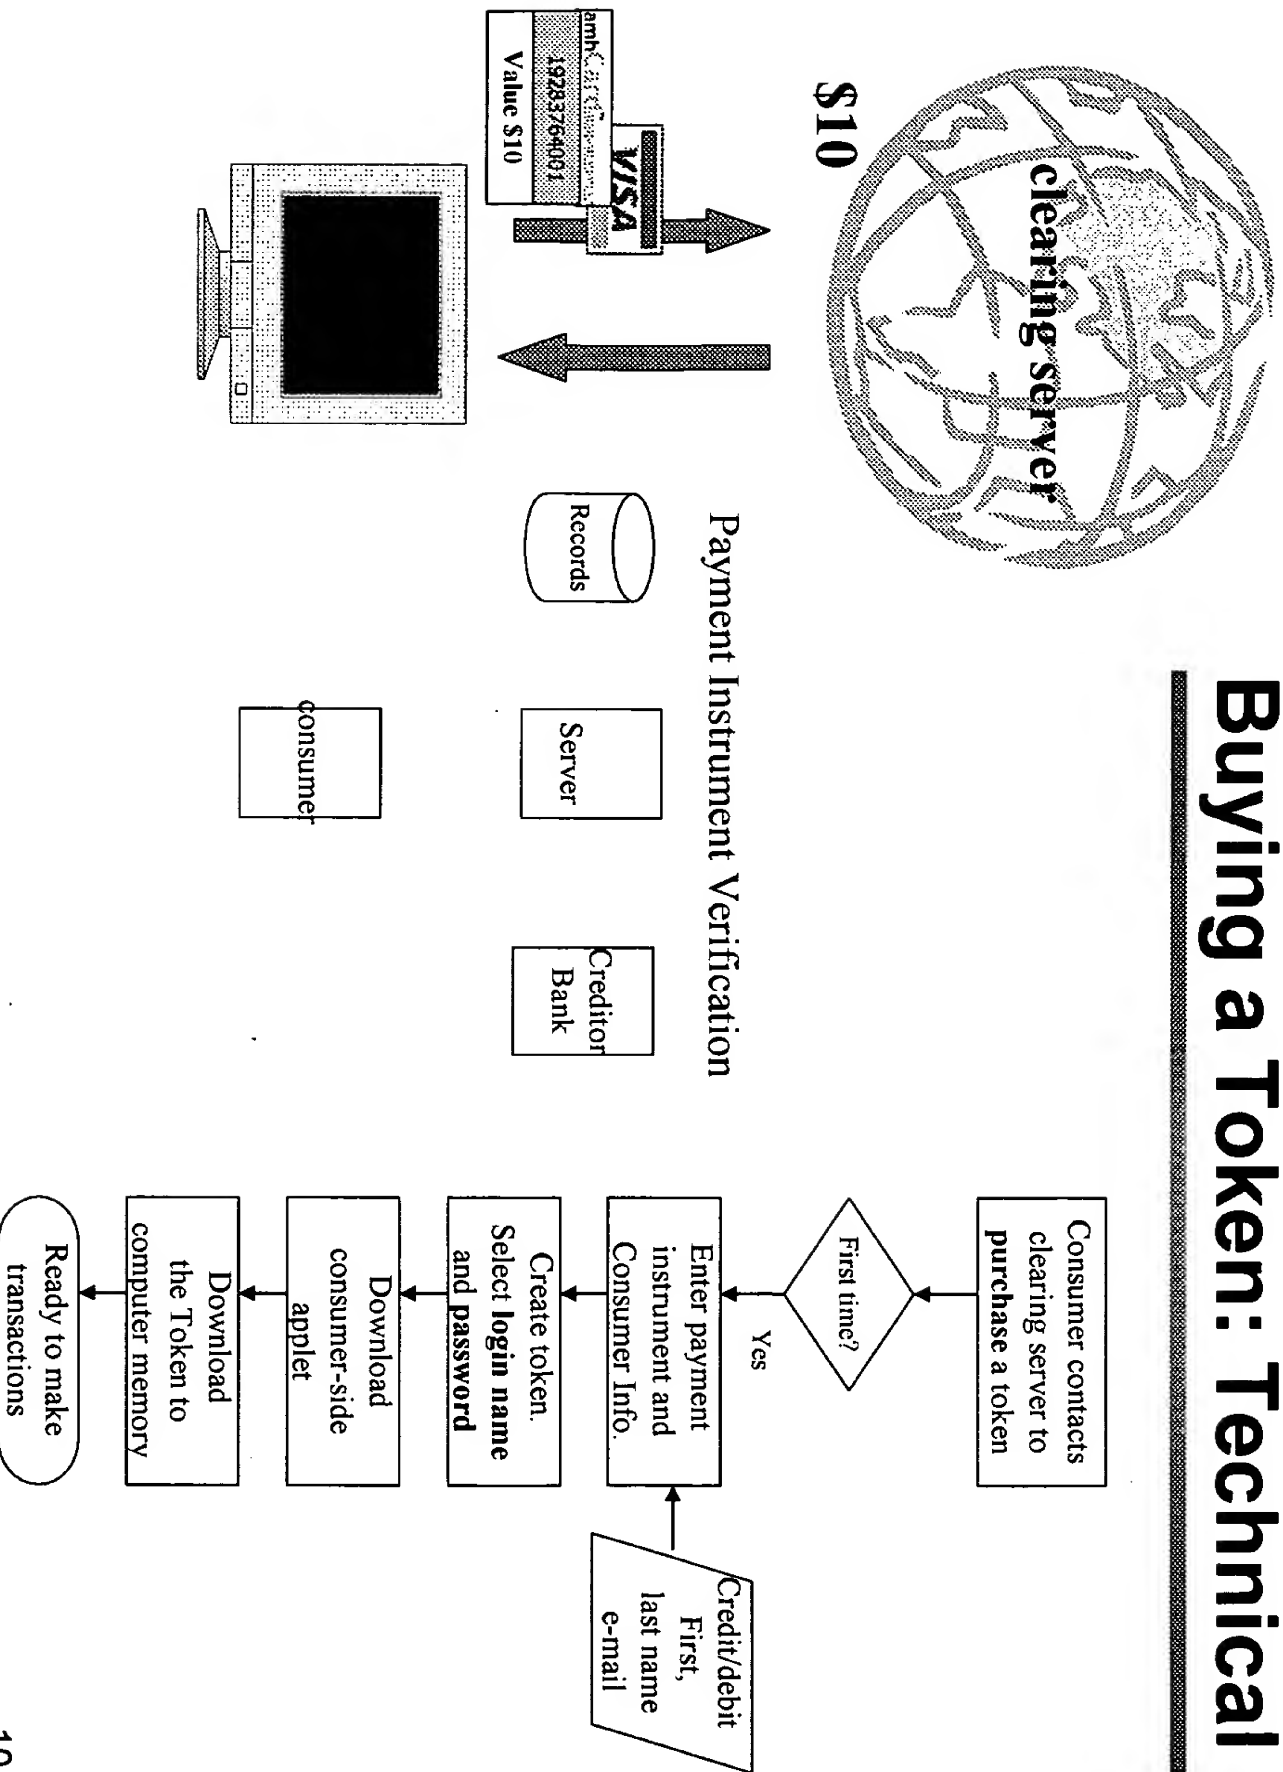 Buying a Token: Technical
clearing server
$10
VISA
amhCard™
19283764001
Value $10
Payment Instrument Verification
Records
Server
Creditor
Bank
consumer
Consumer contacts
clearing server to
purchase a token
First time?
Yes
Enter payment
instrument and
Consumer Info.
Credit/debit
First,
last name
e-mail
Create token.
Select login name
and password
Download
consumer-side
applet
Download
the Token to
computer memory
Ready to make
transactions